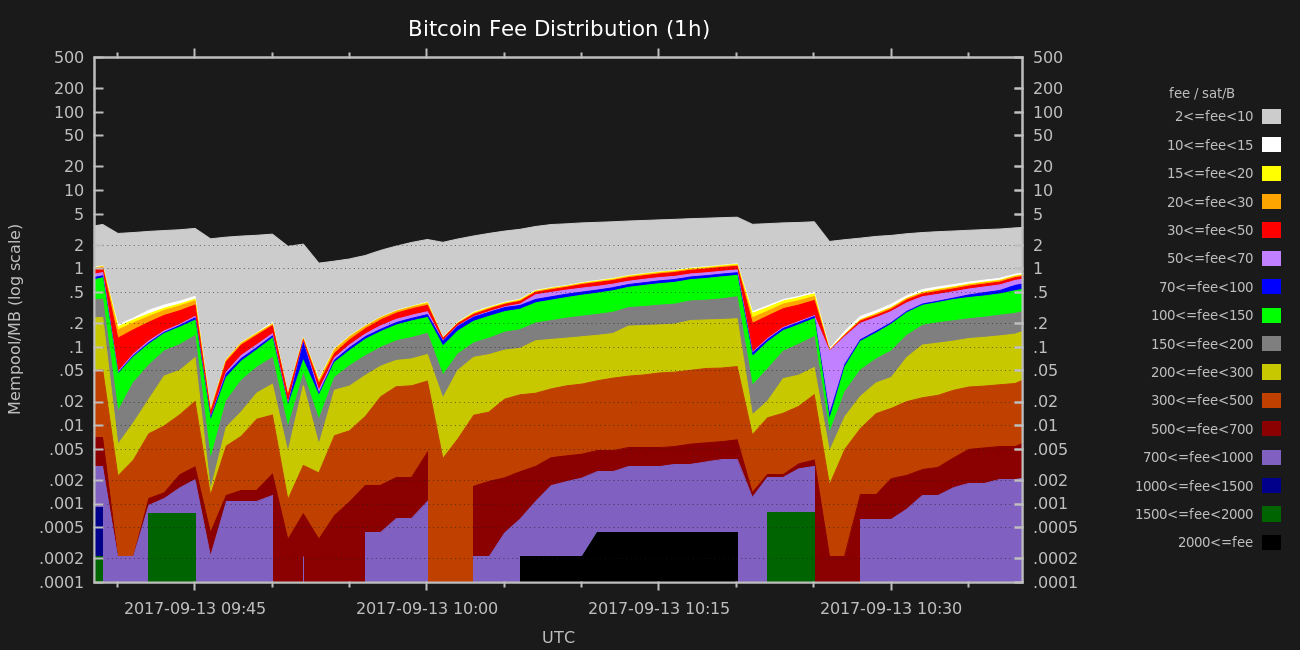 Bitcoin Fee Distribution (1h)
Mempool/MB (log scale)
500
200
100
50
20
10
5
2
1
.5
.2
.1
.05
.02
.01
.005
.002
.001
.0005
.0002
.0001
500
200
100
50
20
10
5
2
1
.5
.2
.1
.05
.02
.01
.005
.002
.001
.0005
.0002
.0001
2017-09-13 09:45
2017-09-13 10:00
2017-09-13 10:15
2017-09-13 10:30
UTC
fee / sat/B
2<=fee<10
10<=fee<15
15<=fee<20
20<=fee<30
30<=fee<50
50<=fee<70
70<=fee<100
100<=fee<150
150<=fee<200
200<=fee<300
300<=fee<500
500<=fee<700
700<=fee<1000
1000<=fee<1500
1500<=fee<2000
2000<=fee